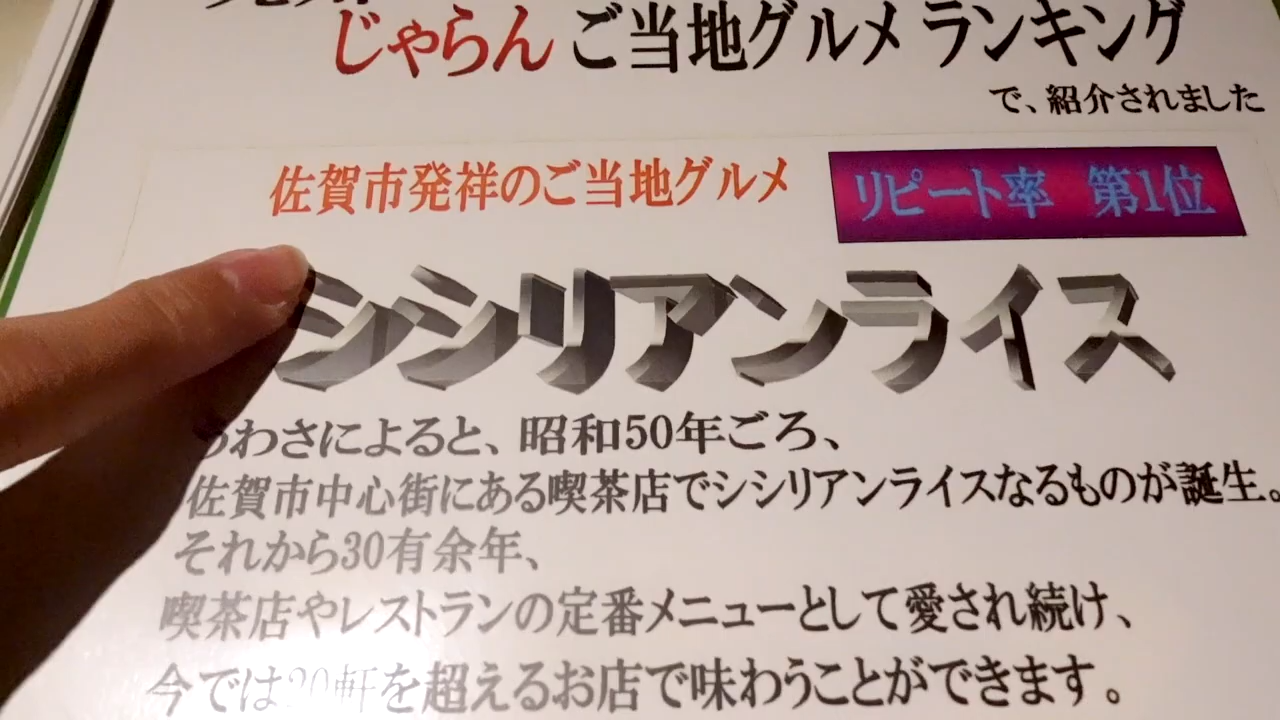 じゃらんご当地グルメランキング
で、紹介されました
佐賀市発祥のご当地グルメ
リピート率 第1位
シシリアンライス
うわさによると、昭和50年ごろ、
佐賀市中心街にある喫茶店でシシリアンライスなるものが誕生。
それから30有余年、
喫茶店やレストランの定番メニューとして愛され続け、
今では20軒を超えるお店で味わうことができます。